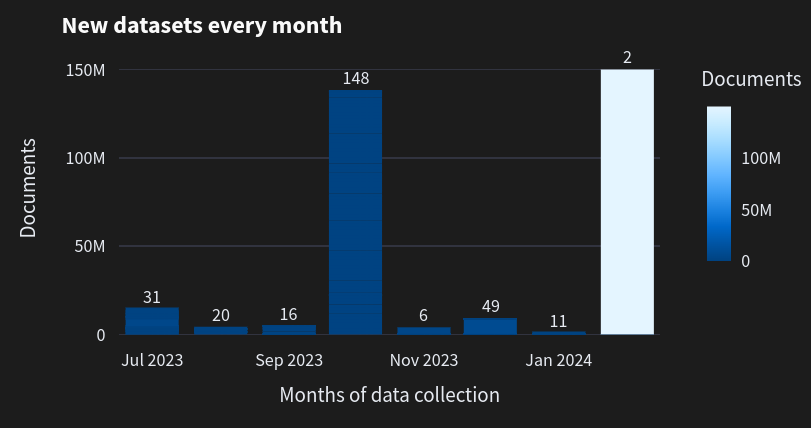 New datasets every month
Documents
150M
100M
50M
0
31
20
16
148
6
49
11
2
Jul 2023
Sep 2023
Nov 2023
Jan 2024
Months of data collection
Documents
100M
50M
0